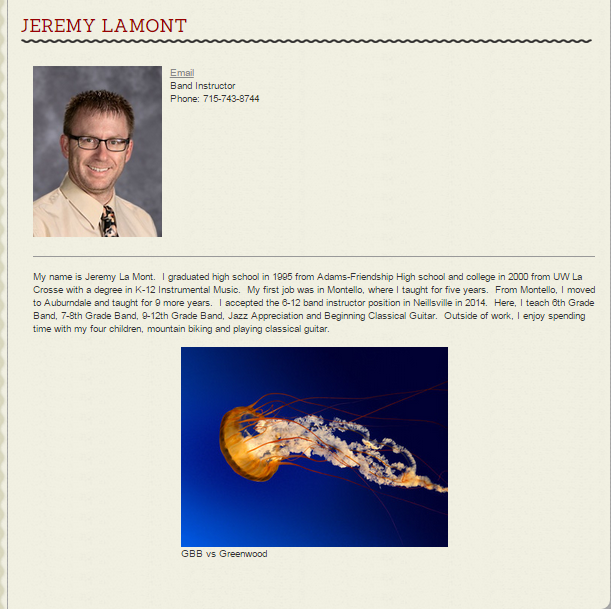 JEREMY LAMONT
Email
Band Instructor
Phone: 715-743-8744
My name is Jeremy La Mont.  I graduated high school in 1995 from Adams-Friendship High school and college in 2000 from UW La
Crosse with a degree in K-12 Instrumental Music.  My first job was in Montello, where I taught for five years.  From Montello, I moved
to Auburndale and taught for 9 more years.  I accepted the 6-12 band instructor position in Neillsville in 2014.  Here, I teach 6th Grade
Band, 7-8th Grade Band, 9-12th Grade Band, Jazz Appreciation and Beginning Classical Guitar.  Outside of work, I enjoy spending
time with my four children, mountain biking and playing classical guitar.
GBB vs Greenwood